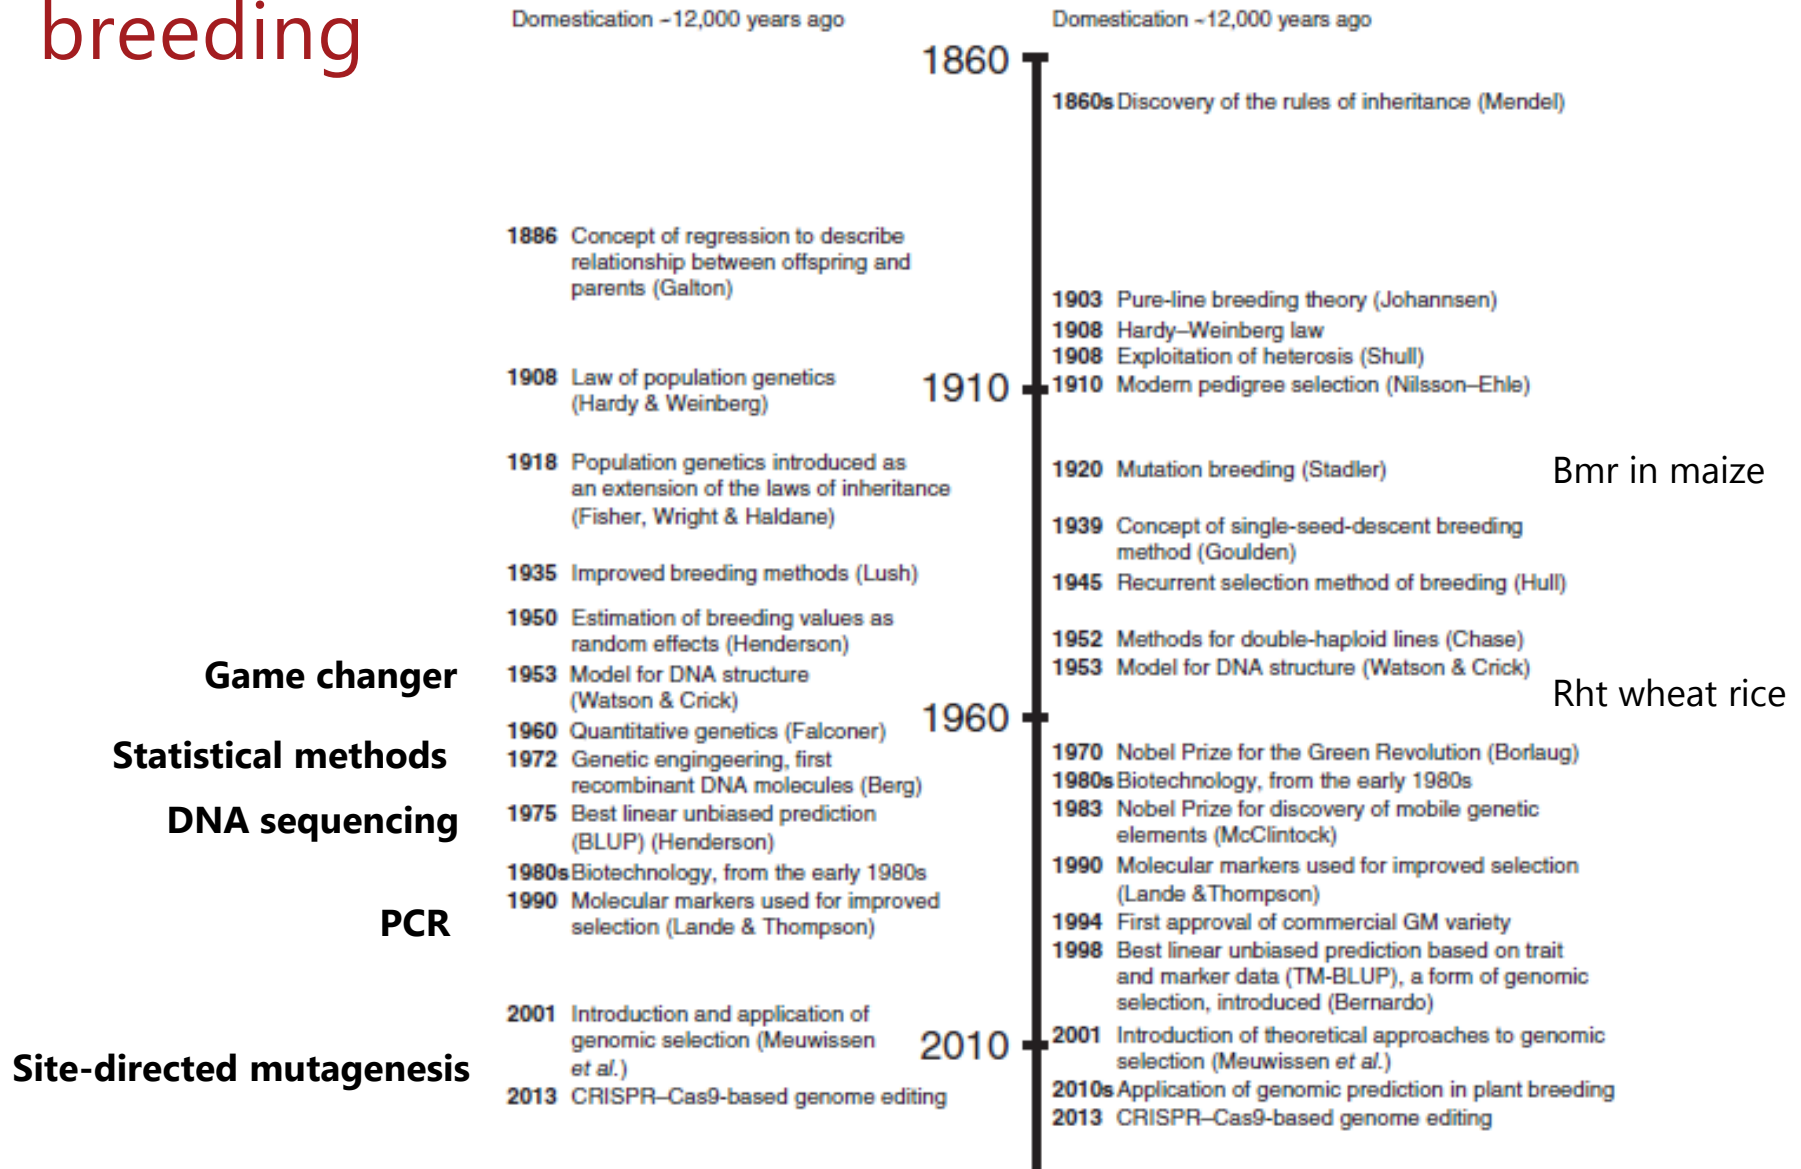 breeding
Domestication ~12,000 years ago
1886 Concept of regression to describe
relationship between offspring and
parents (Galton)
1908 Law of population genetics
(Hardy & Weinberg)
1918 Population genetics introduced as
an extension of the laws of inheritance
(Fisher, Wright & Haldane)
1935 Improved breeding methods (Lush)
1950 Estimation of breeding values as
random effects (Henderson)
Game changer
1953 Model for DNA structure
(Watson & Crick)
1960 Quantitative genetics (Falconer)
Statistical methods
1972 Genetic engingeering, first
recombinant DNA molecules (Berg)
DNA sequencing
1975 Best linear unbiased prediction
(BLUP) (Henderson)
1980s Biotechnology, from the early 1980s
PCR
1990 Molecular markers used for improved
selection (Lande & Thompson)
2001 Introduction and application of
genomic selection (Meuwissen
et al.)
Site-directed mutagenesis
2013 CRISPR–Cas9-based genome editing
1860
1910
1960
2010
Domestication ~12,000 years ago
1860s Discovery of the rules of inheritance (Mendel)
1903 Pure-line breeding theory (Johannsen)
1908 Hardy–Weinberg law
1908 Exploitation of heterosis (Shull)
1910 Modern pedigree selection (Nilsson–Ehle)
1920 Mutation breeding (Stadler)
Bmr in maize
1939 Concept of single-seed-descent breeding
method (Goulden)
1945 Recurrent selection method of breeding (Hull)
1952 Methods for double-haploid lines (Chase)
1953 Model for DNA structure (Watson & Crick)
Rht wheat rice
1970 Nobel Prize for the Green Revolution (Borlaug)
1980s Biotechnology, from the early 1980s
1983 Nobel Prize for discovery of mobile genetic
elements (McClintock)
1990 Molecular markers used for improved selection
(Lande &Thompson)
1994 First approval of commercial GM variety
1998 Best linear unbiased prediction based on trait
and marker data (TM-BLUP), a form of genomic
selection, introduced (Bernardo)
2001 Introduction of theoretical approaches to genomic
selection (Meuwissen et al.)
2010s Application of genomic prediction in plant breeding
2013 CRISPR–Cas9-based genome editing